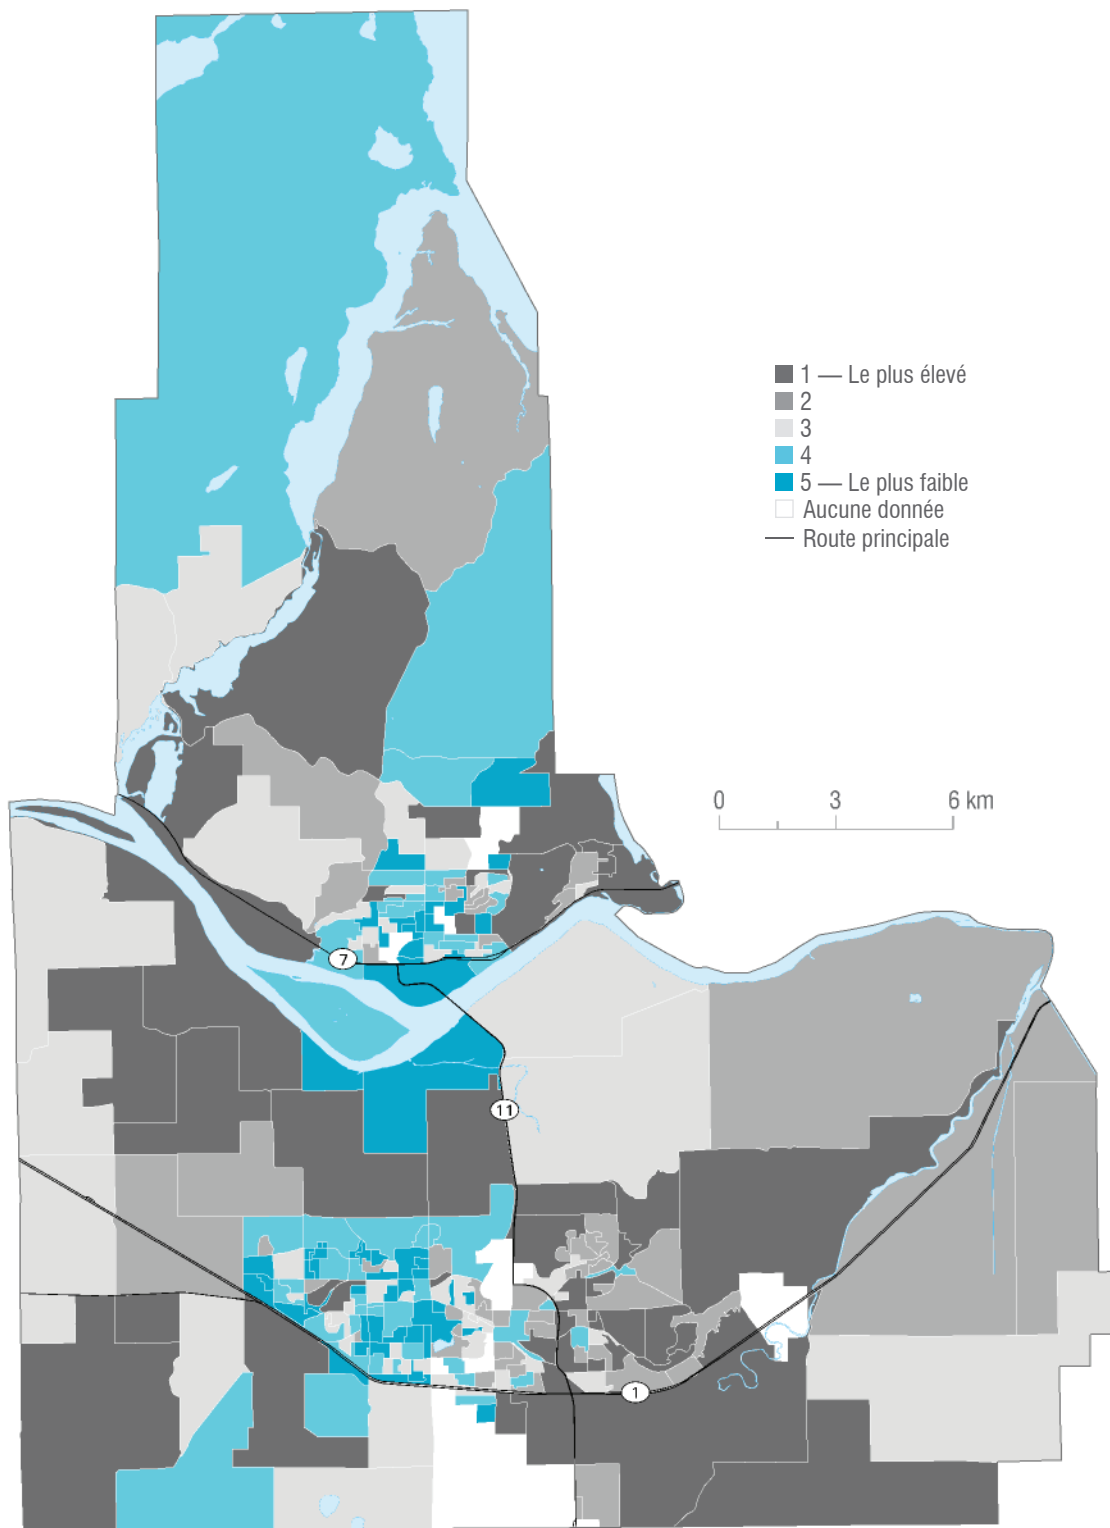 1 — Le plus élevé
2
3
4
5 — Le plus faible
Aucune donnée
Route principale
0 3 6 km
7
11
1